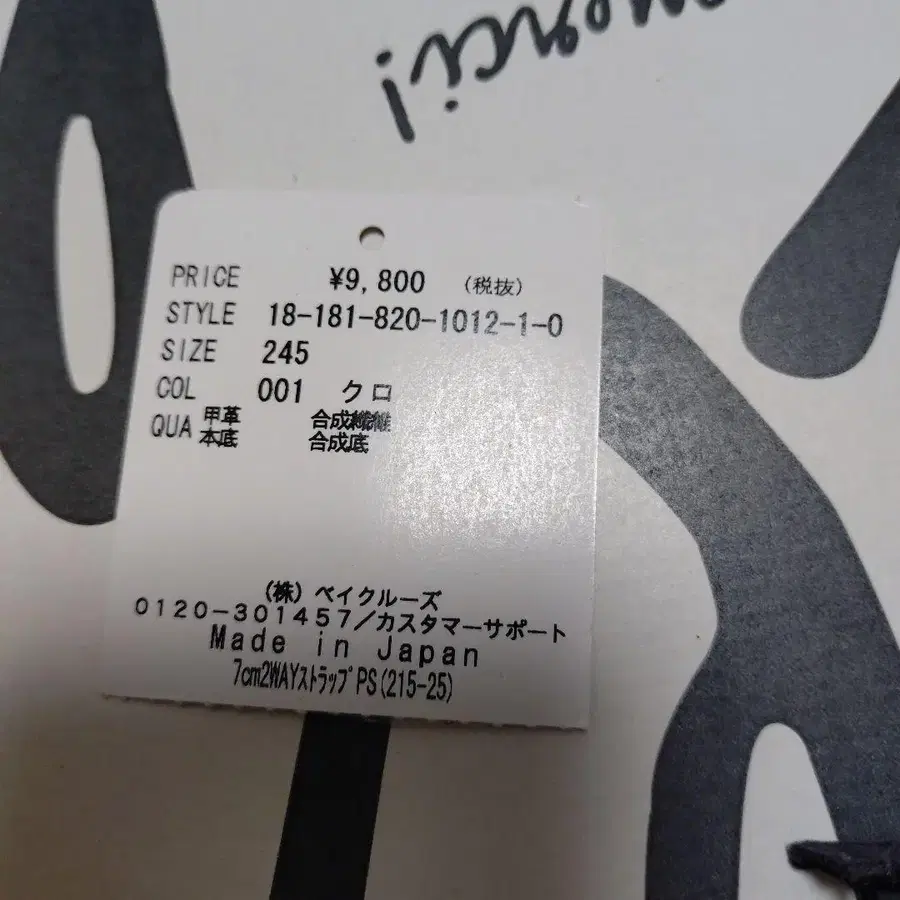 PRICE ¥9,800 (税抜)
STYLE 18-181-820-1012-1-0
SIZE 245
COL 001 クロ
QUA 甲革 合成繊維
本底 合成底
(株) ベイクルーズ
0120-301457/カスタマーサポート
Made in Japan
7cm2WAYストラップPS(215-25)